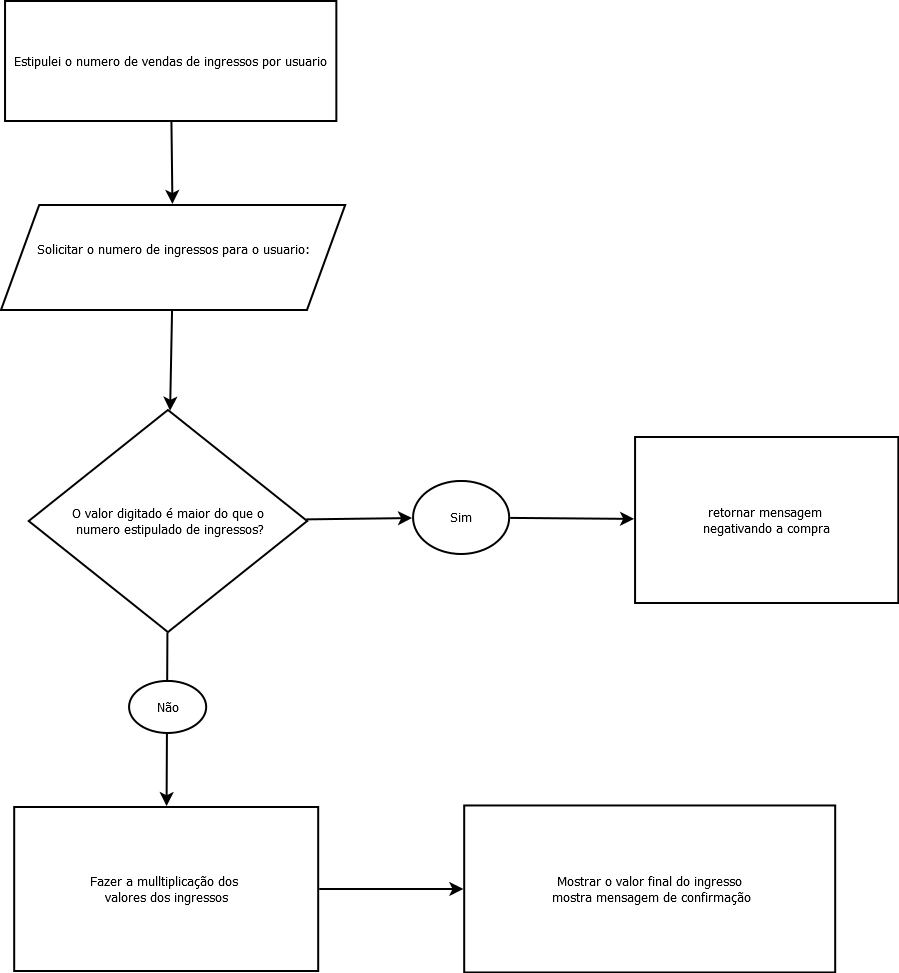 Estipulei o numero de vendas de ingressos por usuario
Solicitar o numero de ingressos para o usuario:
O valor digitado é maior do que o
numero estipulado de ingressos?
Sim
retornar mensagem
negativando a compra
Não
Fazer a mulltiplicação dos
valores dos ingressos
Mostrar o valor final do ingresso
mostra mensagem de confirmação